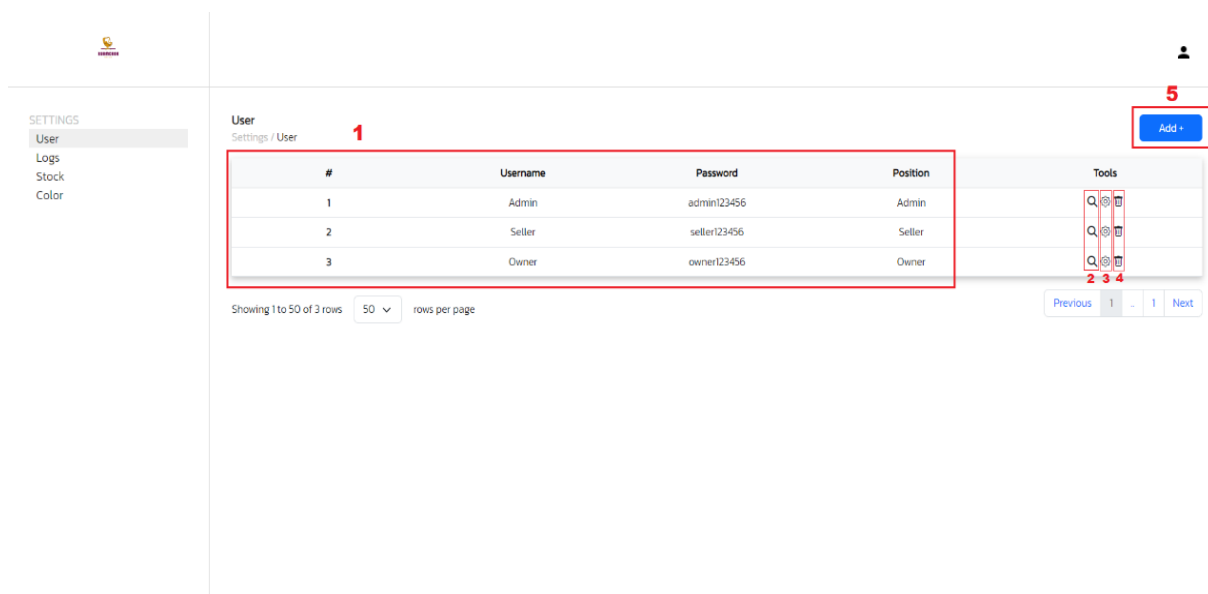 5
SETTINGS
User
Logs
Stock
Color
User
Settings / User
1
Add +
# Username Password Position Tools
1 Admin admin123456 Admin
2 Seller seller123456 Seller
3 Owner owner123456 Owner
2 3 4
Showing 1 to 50 of 3 rows 50 rows per page
Previous 1 .. 1 Next